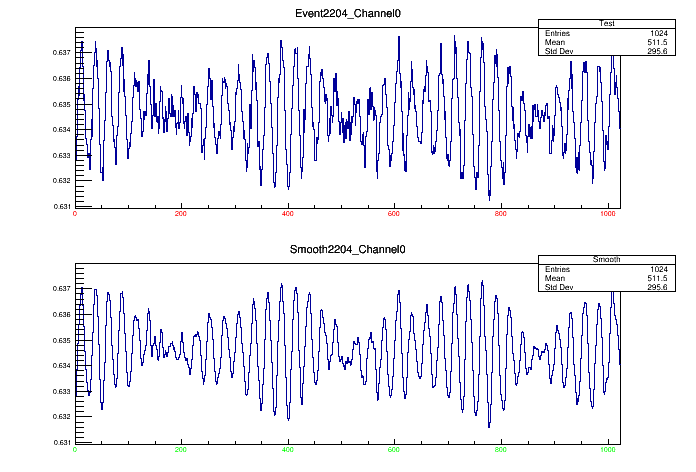 Event2204_Channel0
Test
Entries 1024
Mean 511.5
Std Dev 295.6
0.637
0.636
0.635
0.634
0.633
0.632
0.631
0 200 400 600 800 1000
Smooth2204_Channel0
Smooth
Entries 1024
Mean 511.5
Std Dev 295.6
0.637
0.636
0.635
0.634
0.633
0.632
0.631
0 200 400 600 800 1000